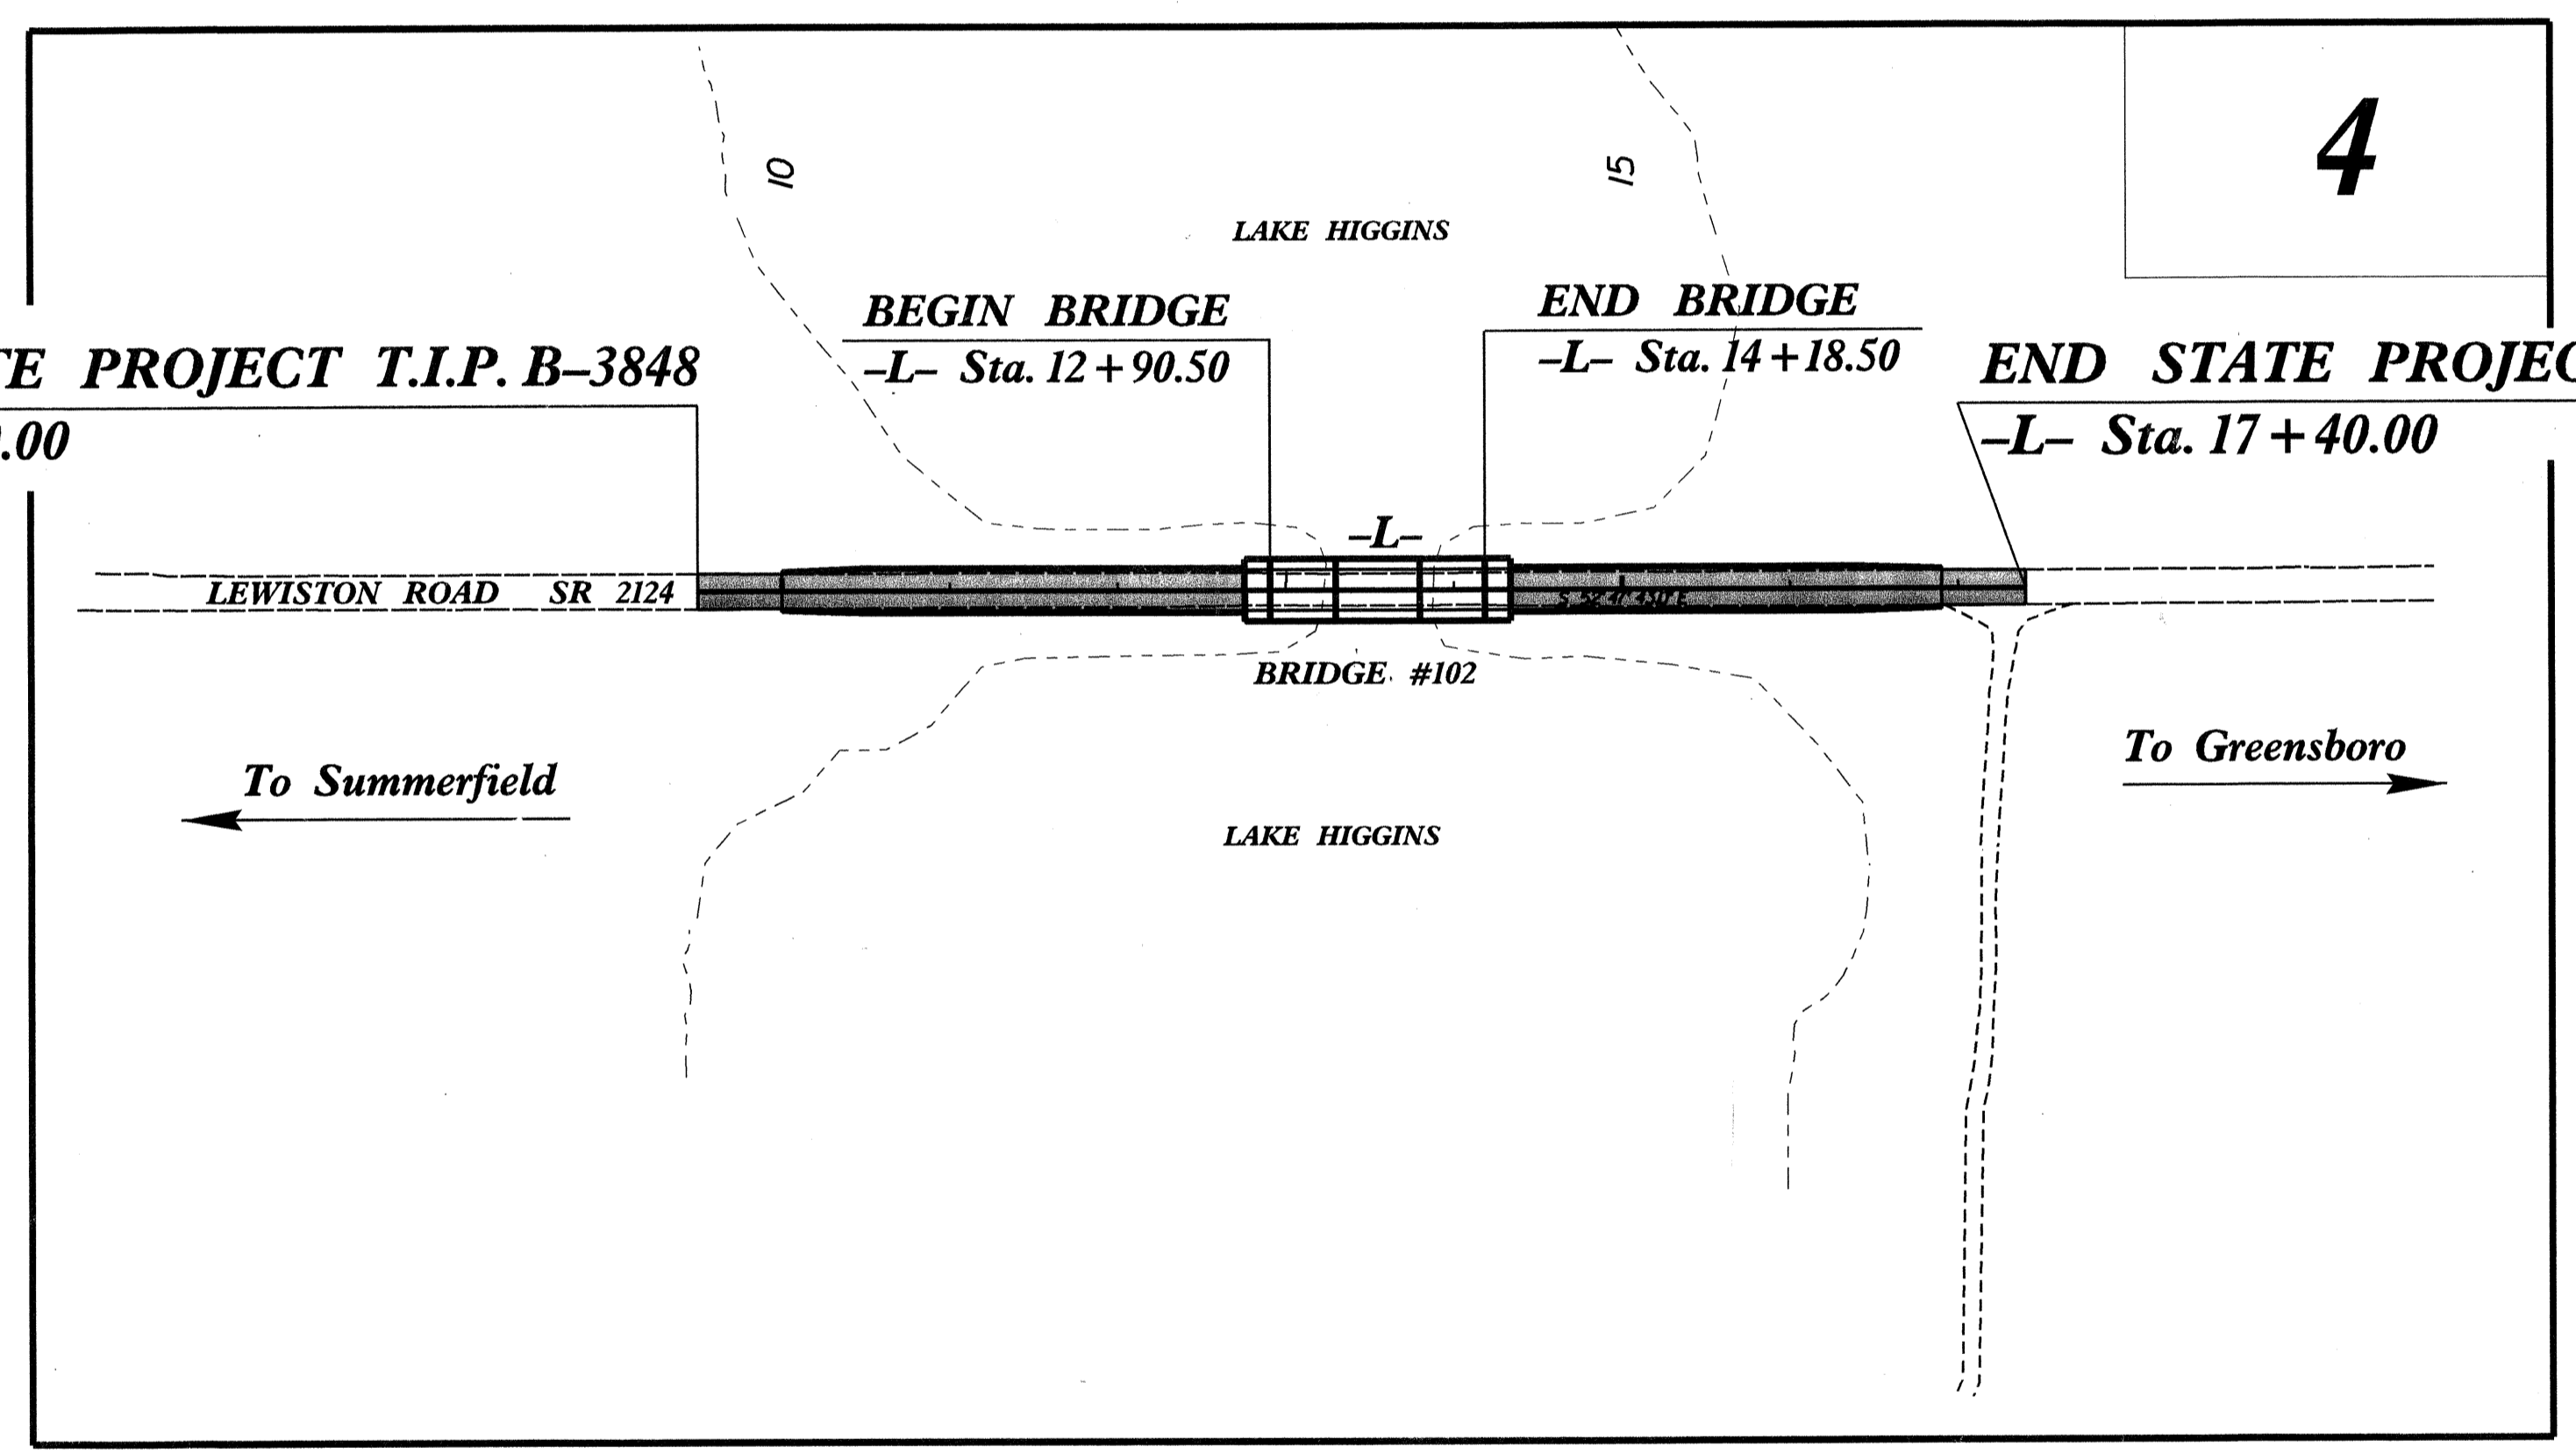 4
10
15
LAKE HIGGINS
BEGIN BRIDGE
-L- Sta. 12+90.50
END BRIDGE
-L- Sta. 14+18.50
TE PROJECT T.I.P. B-3848
.00
END STATE PROJEC
-L- Sta. 17+40.00
-L-
LEWISTON ROAD SR 2124
BRIDGE #102
To Summerfield
To Greensboro
LAKE HIGGINS